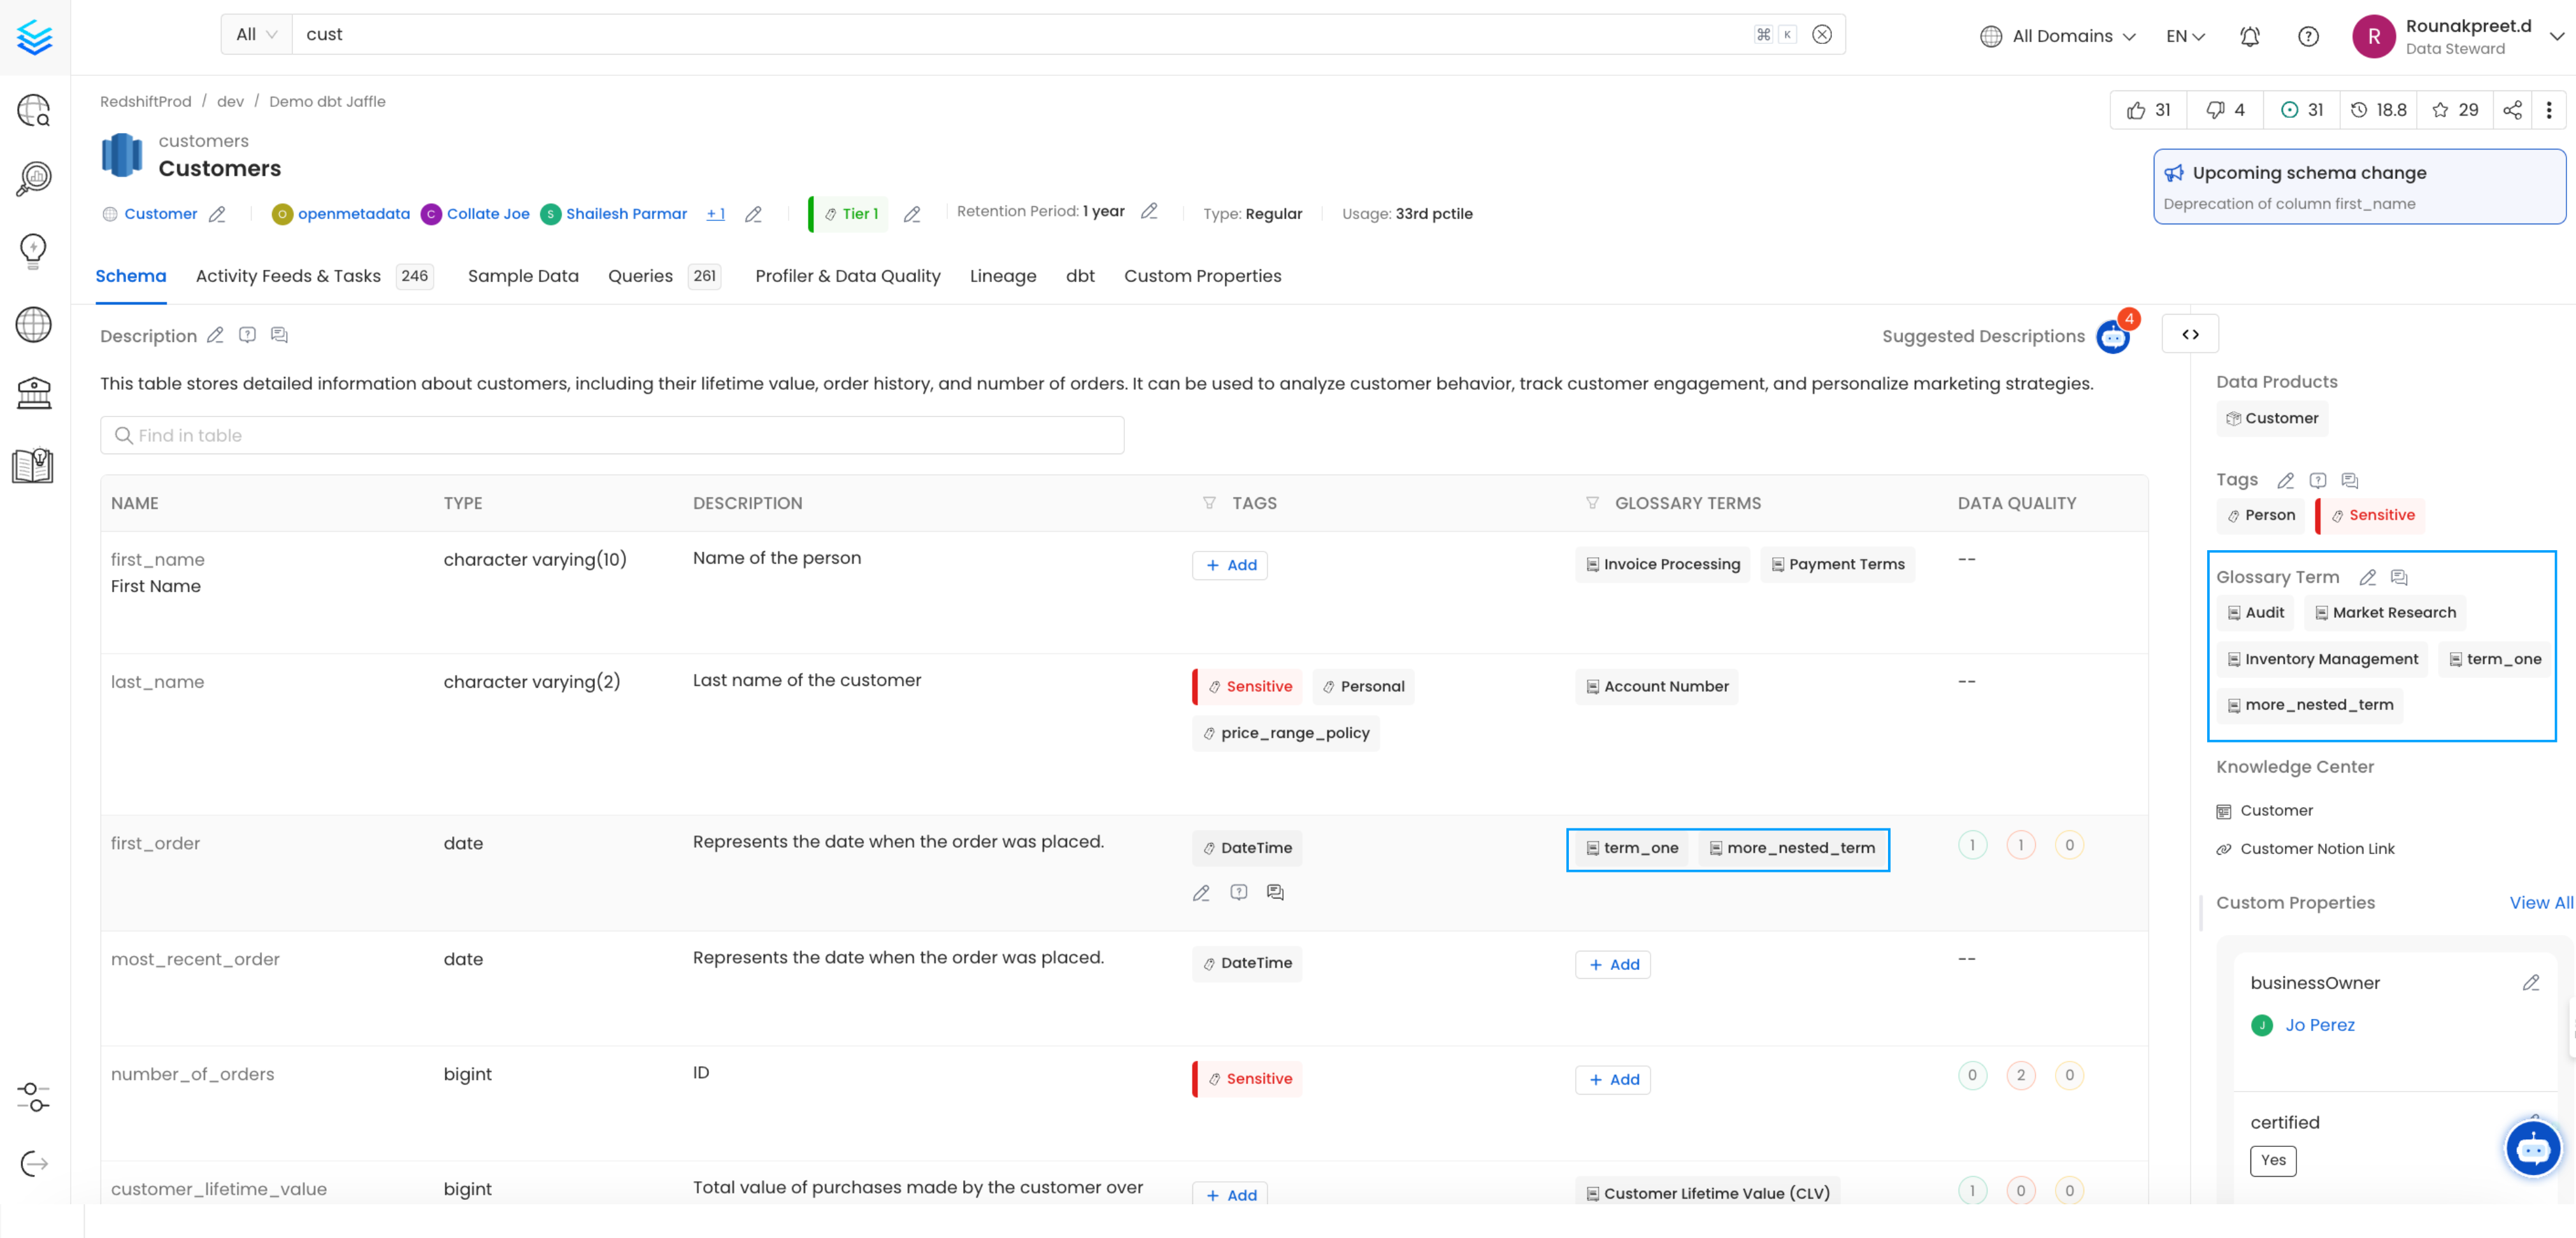 All cust ⌘ K All Domains EN R Rounakpreet.d
Data Steward
RedshiftProd / dev / Demo dbt Jaffle
31 4 31 18.8 29
customers
Customers
Upcoming schema change
Deprecation of column first_name
Customer O openmetadata C Collate Joe S Shailesh Parmar + 1 Tier 1 Retention Period: 1 year Type: Regular Usage: 33rd pctile
Schema Activity Feeds & Tasks 246 Sample Data Queries 261 Profiler & Data Quality Lineage dbt Custom Properties
Description Suggested Descriptions 4
This table stores detailed information about customers, including their lifetime value, order history, and number of orders. It can be used to analyze customer behavior, track customer engagement, and personalize marketing strategies.
Find in table
NAME TYPE DESCRIPTION TAGS GLOSSARY TERMS DATA QUALITY
first_name character varying(10) Name of the person + Add Invoice Processing Payment Terms --
First Name
last_name character varying(2) Last name of the customer Sensitive Personal Account Number --
price_range_policy
first_order date Represents the date when the order was placed. DateTime term_one more_nested_term 1 1 0
most_recent_order date Represents the date when the order was placed. DateTime + Add --
number_of_orders bigint ID Sensitive + Add 0 2 0
customer_lifetime_value bigint Total value of purchases made by the customer over + Add Customer Lifetime Value (CLV) 1 0 0
Data Products
Customer
Tags
Person Sensitive
Glossary Term
Audit Market Research
Inventory Management term_one
more_nested_term
Knowledge Center
Customer
Customer Notion Link
Custom Properties View All
businessOwner
J Jo Perez
certified
Yes